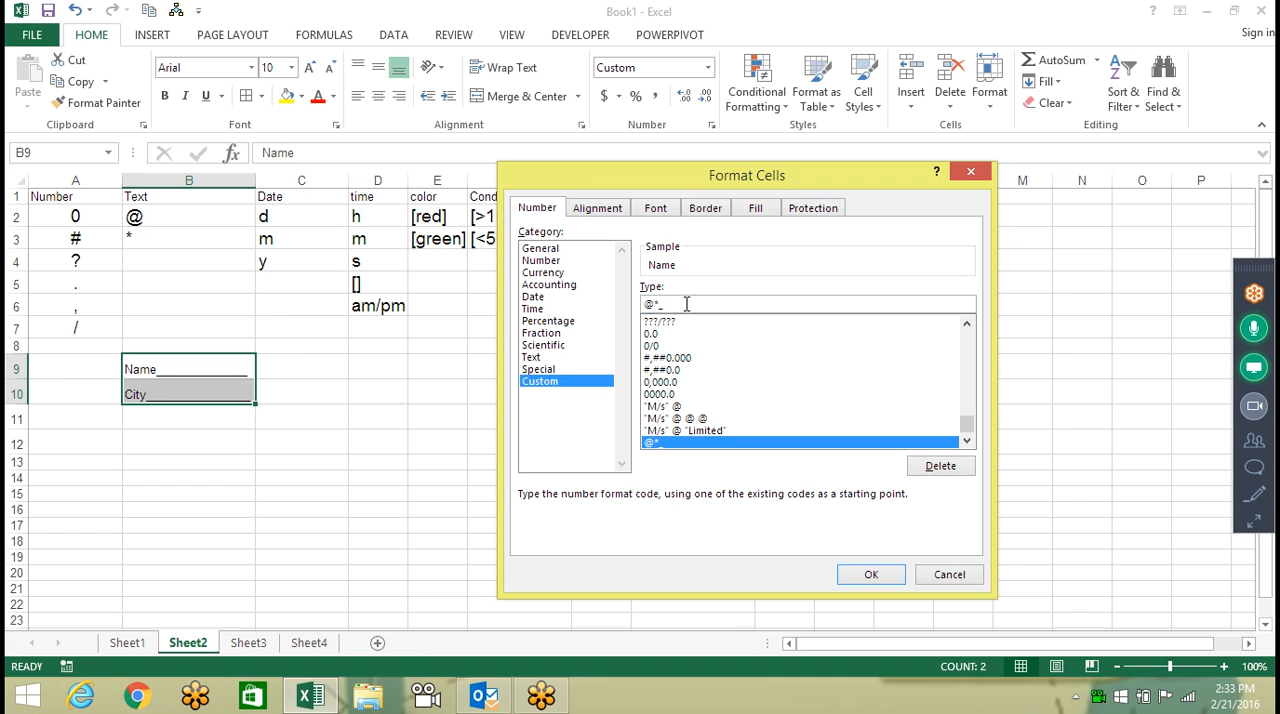 Book1 - Excel
?
FILE
HOME
INSERT
PAGE LAYOUT
FORMULAS
DATA
REVIEW
VIEW
DEVELOPER
POWERPIVOT
Sign in
Paste
Cut
Copy
Format Painter
Clipboard
Arial
10
B I U
Font
Wrap Text
Merge & Center
Alignment
Custom
$ % ,
Number
Conditional Formatting
Format as Table
Cell Styles
Styles
Insert
Delete
Format
Cells
AutoSum
Fill
Clear
Sort & Filter
Find & Select
Editing
B9
fx
Name
A B C D E M N O P
1 Number Text Date time color Cond
2 0 @ d h [red] [>1
3 # * m m [green] [<5
4 ? y s
5 . []
6 , am/pm
7 /
8
9 Name______________
10 City________________
11
12
13
14
15
16
17
18
19
20
21
22
23
Format Cells
?
Number
Alignment
Font
Border
Fill
Protection
Category:
General
Number
Currency
Accounting
Date
Time
Percentage
Fraction
Scientific
Text
Special
Custom
Sample
Name
Type:
@*_
???/???
0.0
0/0
#,##0.000
#,##0.0
0,000.0
0000.0
"M/s" @
"M/s" @ @ @
"M/s" @ "Limited"
@*_
Delete
Type the number format code, using one of the existing codes as a starting point.
OK
Cancel
Sheet1
Sheet2
Sheet3
Sheet4
READY
COUNT: 2
100%
2:33 PM
2/21/2016